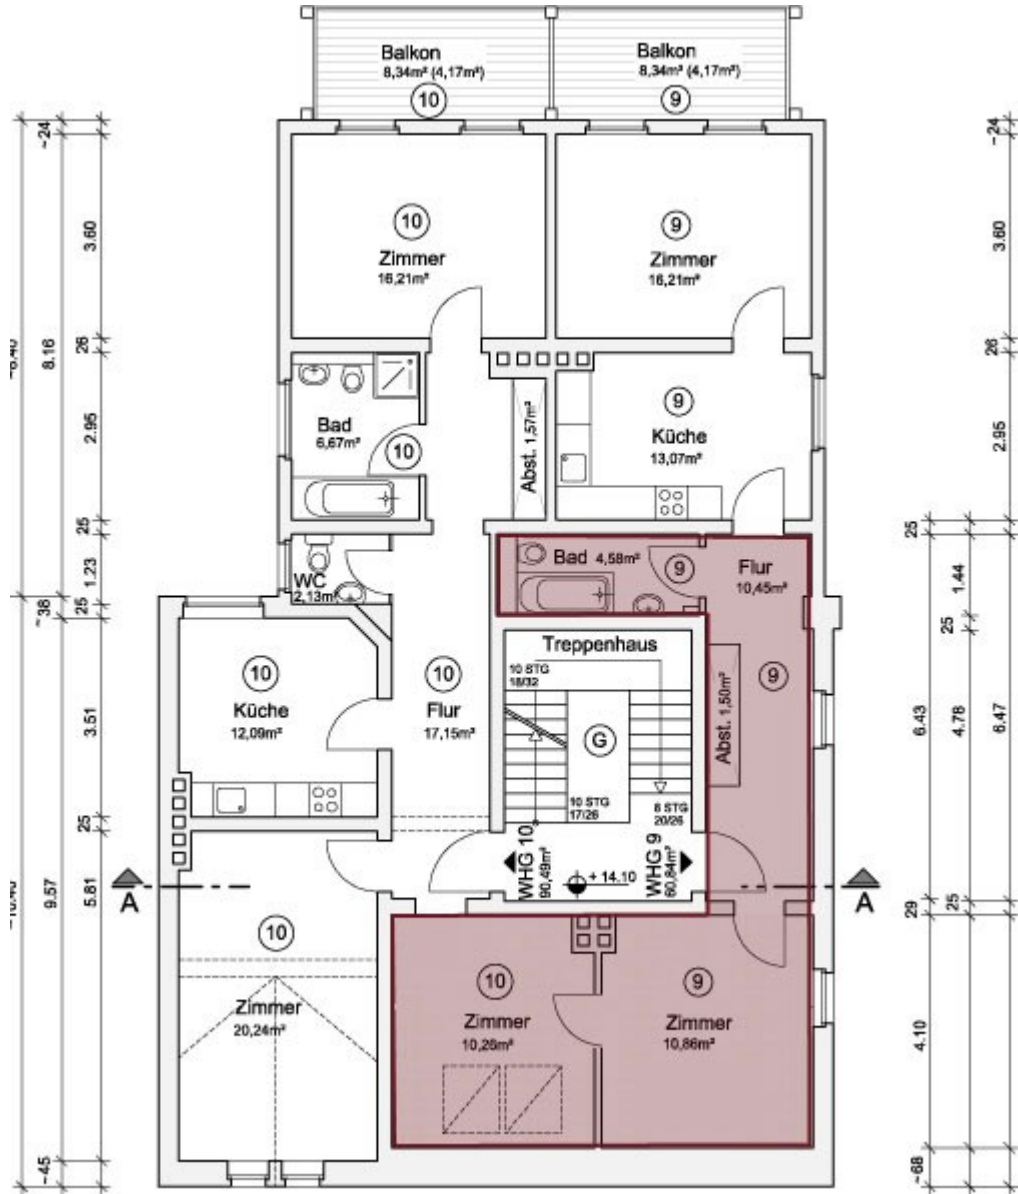 Balkon
8,34m² (4,17m²)
10
Balkon
8,34m² (4,17m²)
9
~24
~24
10
Zimmer
16,21m²
9
Zimmer
16,21m²
3.60
3.60
8.16
26
26
Bad
6,67m²
10
Abst. 1,57m²
9
Küche
13,07m²
2.95
2.95
25
25
WC
2,13m²
1.23
25
Bad 4,58m²
9
Flur
10,45m²
1.44
25
~38
10
Küche
12,09m²
10
Flur
17,15m²
Treppenhaus
10 STG
18/32
G
10 STG
17/26
6 STG
20/26
Abst. 1,50m²
9
3.51
6.43
4.78
6.47
25
WHG 10
90,49m²
WHG 9
60,84m²
+ 14.10
A
A
9.57
5.81
29
25
10
Zimmer
20,24m²
10
Zimmer
10,26m²
9
Zimmer
10,86m²
4.10
~45
~68